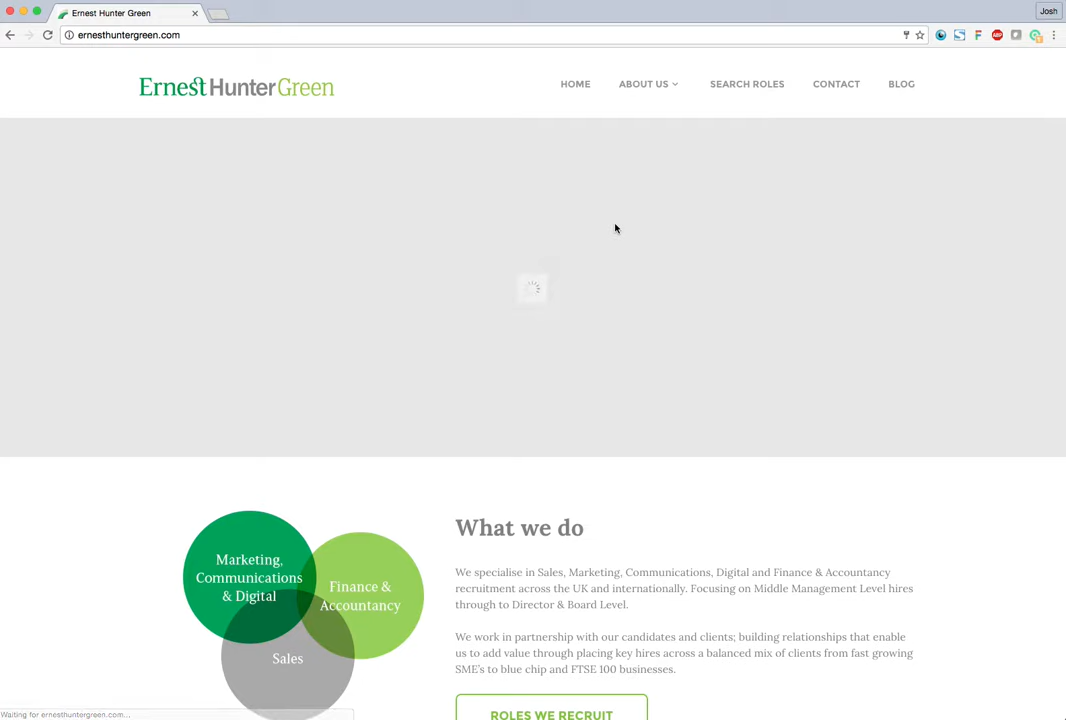 Ernest Hunter Green
Josh
ernesthuntergreen.com
ErnestHunterGreen
HOME
ABOUT US
SEARCH ROLES
CONTACT
BLOG
Marketing,
Communications
& Digital
Finance &
Accountancy
Sales
What we do
We specialise in Sales, Marketing, Communications, Digital and Finance & Accountancy
recruitment across the UK and internationally. Focusing on Middle Management Level hires
through to Director & Board Level.
We work in partnership with our candidates and clients; building relationships that enable
us to add value through placing key hires across a balanced mix of clients from fast growing
SME's to blue chip and FTSE 100 businesses.
ROLES WE RECRUIT
Waiting for ernesthuntergreen.com...